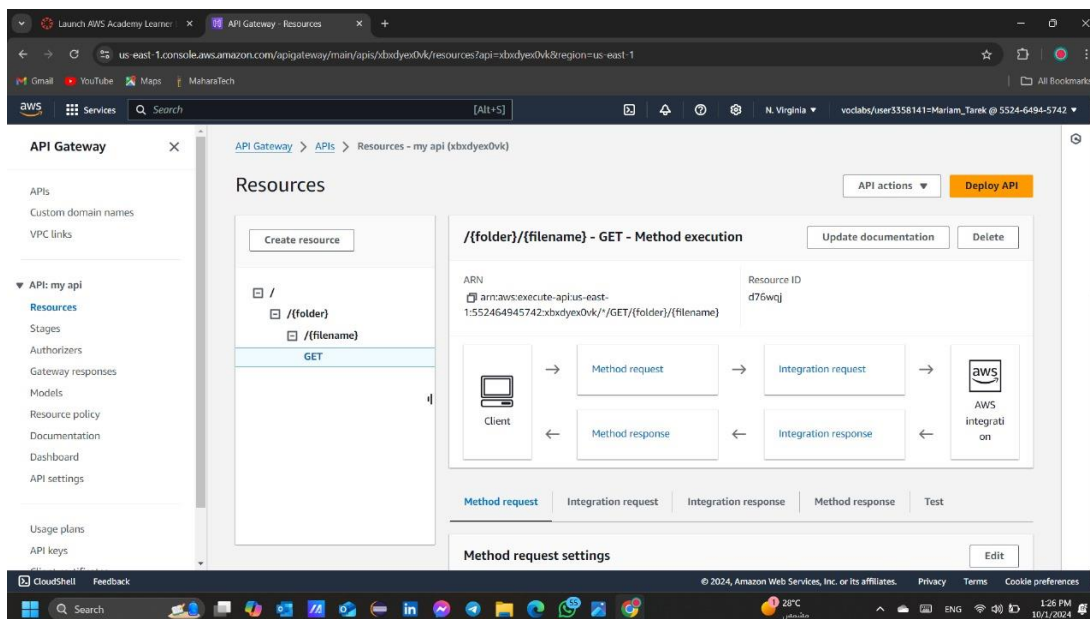 Launch AWS Academy Learner
API Gateway - Resources
us-east-1.console.aws.amazon.com/apigateway/main/apis/xbxdyex0vk/resources?api=xbxdyex0vk&region=us-east-1
Gmail YouTube Maps MaharaTech All Bookmarks
aws Services Search [Alt+S] N. Virginia voclabs/user3358141=Mariam_Tarek @ 5524-6494-5742
API Gateway
APIs
Custom domain names
VPC links
API: my api
Resources
Stages
Authorizers
Gateway responses
Models
Resource policy
Documentation
Dashboard
API settings
Usage plans
API keys
API Gateway > APIs > Resources - my api (xbxdyex0vk)
Resources
API actions
Deploy API
Create resource
/
/{folder}
/{filename}
GET
/{folder}/{filename} - GET - Method execution
Update documentation
Delete
ARN
arn:aws:execute-api:us-east-
1:552464945742:xbxdyex0vk/*/GET/{folder}/{filename}
Resource ID
d76wqj
Client
Method request
Integration request
Method response
Integration response
aws
AWS
integrati
on
Method request Integration request Integration response Method response Test
Method request settings
Edit
CloudShell Feedback © 2024, Amazon Web Services, Inc. or its affiliates. Privacy Terms Cookie preferences
Search
28°C
ENG
1:26 PM
10/1/2024